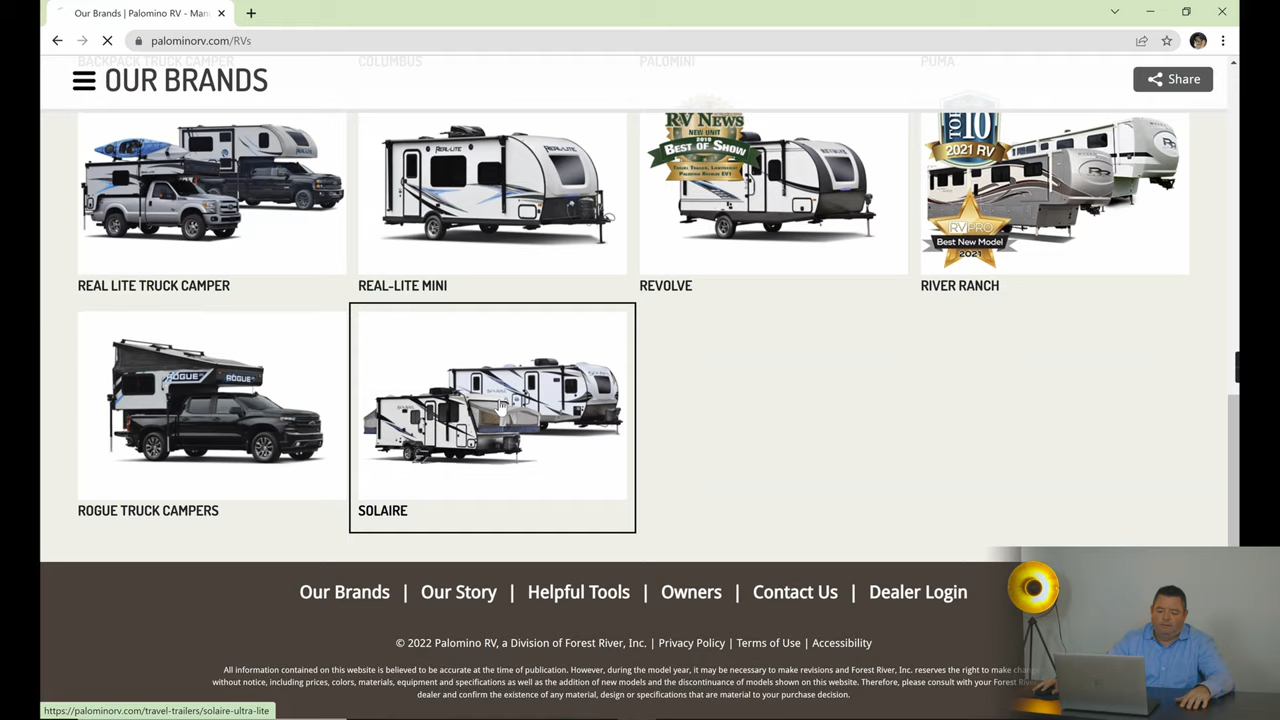 Our Brands | Palomino RV - Man
palominorv.com/RVs
BACKPACK TRUCK CAMPER
COLUMBUS
PALOMINI
PUMA
OUR BRANDS
Share
REAL-LITE
RV NEWS
NEW UNIT
2019
BEST OF SHOW
TOP
10
2021 RV
RVPRO
Best New Model
2021
REAL LITE TRUCK CAMPER
REAL-LITE MINI
REVOLVE
RIVER RANCH
ROGUE
ROGUE
ROGUE TRUCK CAMPERS
SOLAIRE
Our Brands | Our Story | Helpful Tools | Owners | Contact Us | Dealer Login
© 2022 Palomino RV, a Division of Forest River, Inc. | Privacy Policy | Terms of Use | Accessibility
All information contained on this website is believed to be accurate at the time of publication. However, during the model year, it may be necessary to make revisions and Forest River, Inc. reserves the right to make
without notice, including prices, colors, materials, equipment and specifications as well as the addition of new models and the discontinuance of models shown on this website. Therefore, please consult with your
dealer and confirm the existence of any material, design or specifications that are material to your purchase decision.
https://palominorv.com/travel-trailers/solaire-ultra-lite